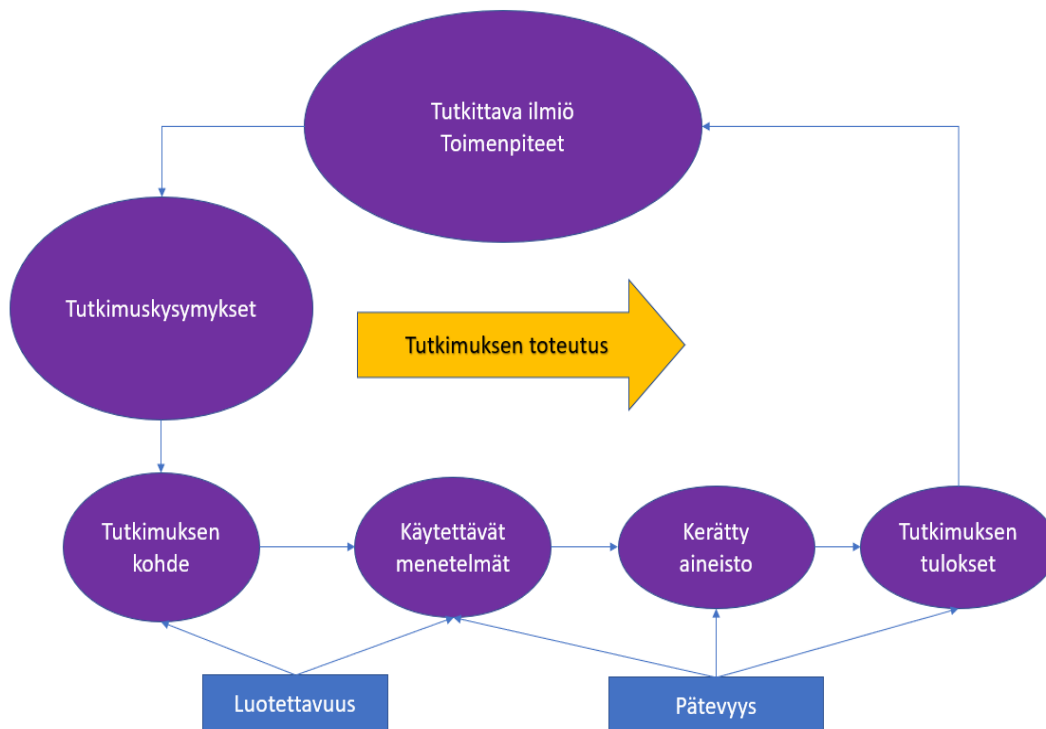 Tutkittava ilmiö
Toimenpiteet
Tutkimuskysymykset
Tutkimuksen toteutus
Tutkimuksen
kohde
Käytettävät
menetelmät
Kerätty
aineisto
Tutkimuksen
tulokset
Luotettavuus
Pätevyys